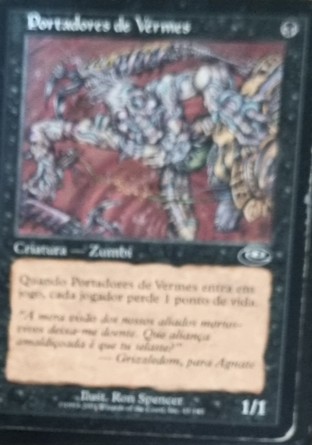 Portadores de Vermes
Criatura — Zumbi
Quando Portadores de Vermes entra em
jogo, cada jogador perde 1 ponto de vida.
"A mera visão dos nossos aliados mortos-
vivos deixa-me doente. Que aliança
amaldiçoada é que tu selaste?"
— Grizzlegom, para Agnate
Ilust. Ron Spencer
1/1